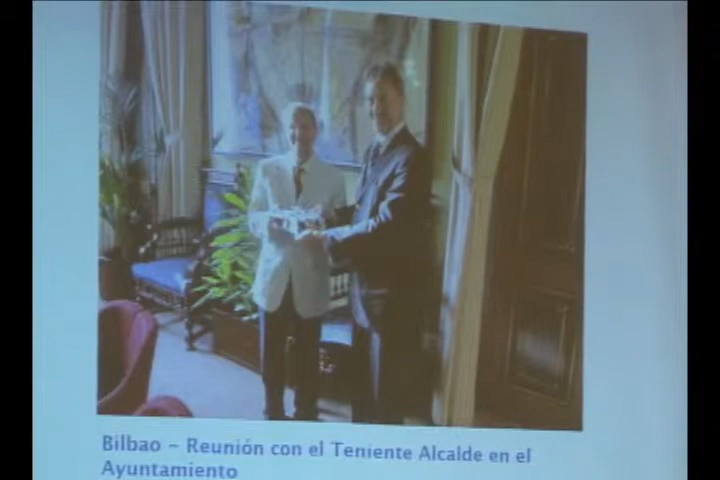 Bilbao – Reunión con el Teniente Alcalde en el
Ayuntamiento